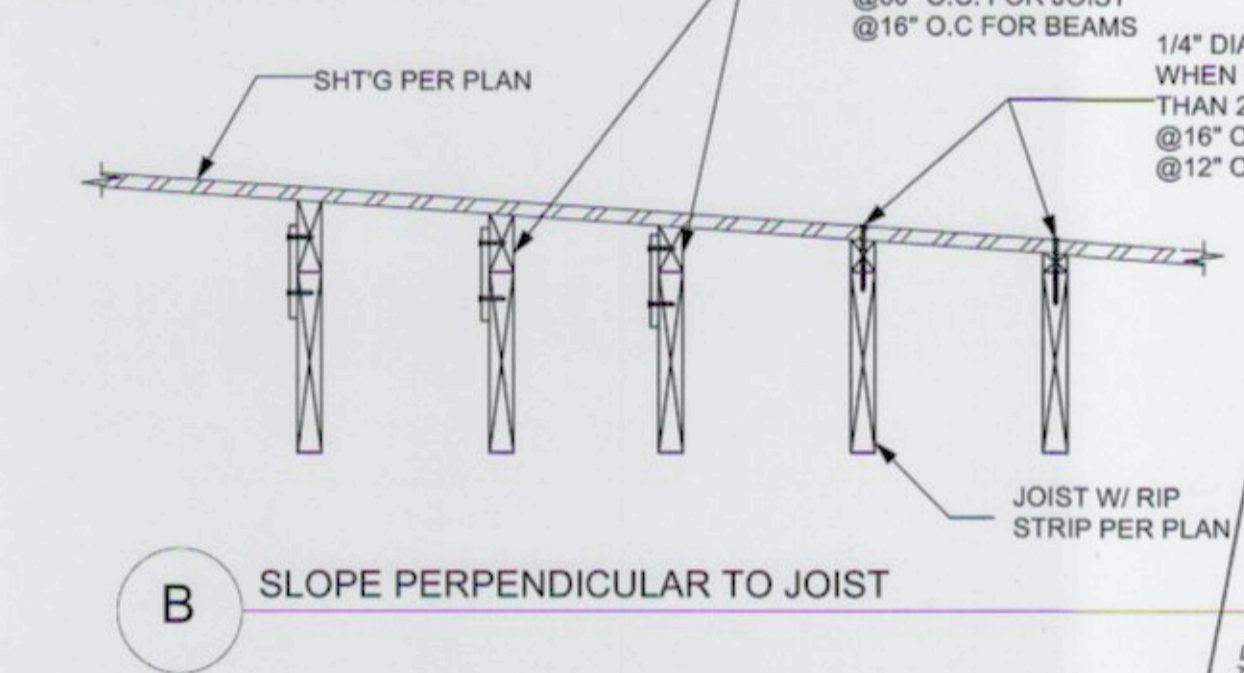 @16" O.C FOR BEAMS
1/4" DIA
WHEN
THAN 2
@16" O
@12" O
SHT'G PER PLAN
JOIST W/ RIP
STRIP PER PLAN
B
SLOPE PERPENDICULAR TO JOIST